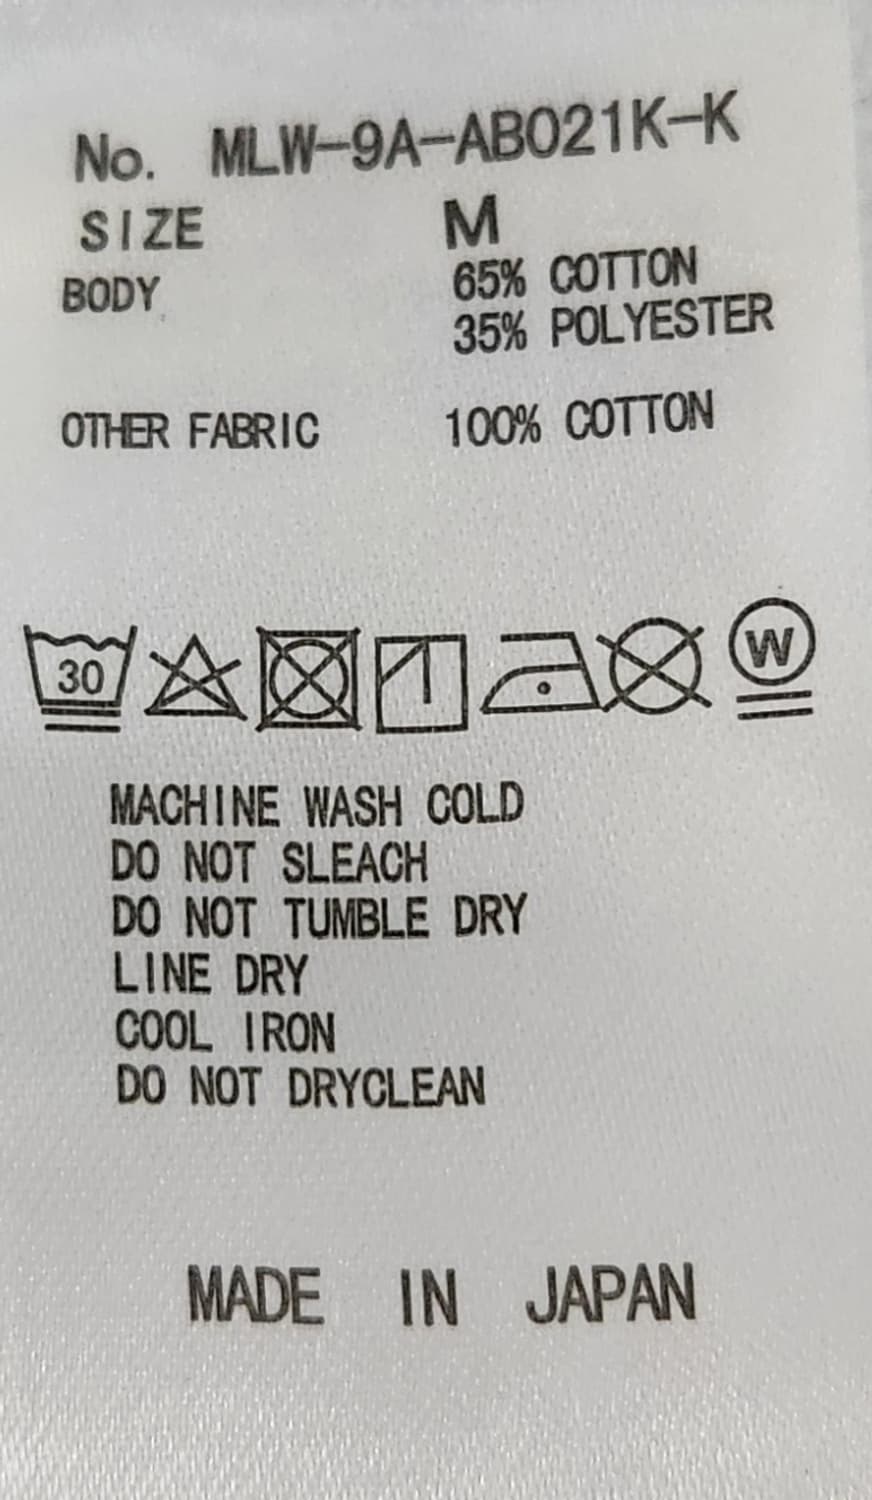 No. MLW-9A-AB021K-K
SIZE M
BODY 65% COTTON
35% POLYESTER
OTHER FABRIC 100% COTTON
30 W
MACHINE WASH COLD
DO NOT SLEACH
DO NOT TUMBLE DRY
LINE DRY
COOL IRON
DO NOT DRYCLEAN
MADE IN JAPAN